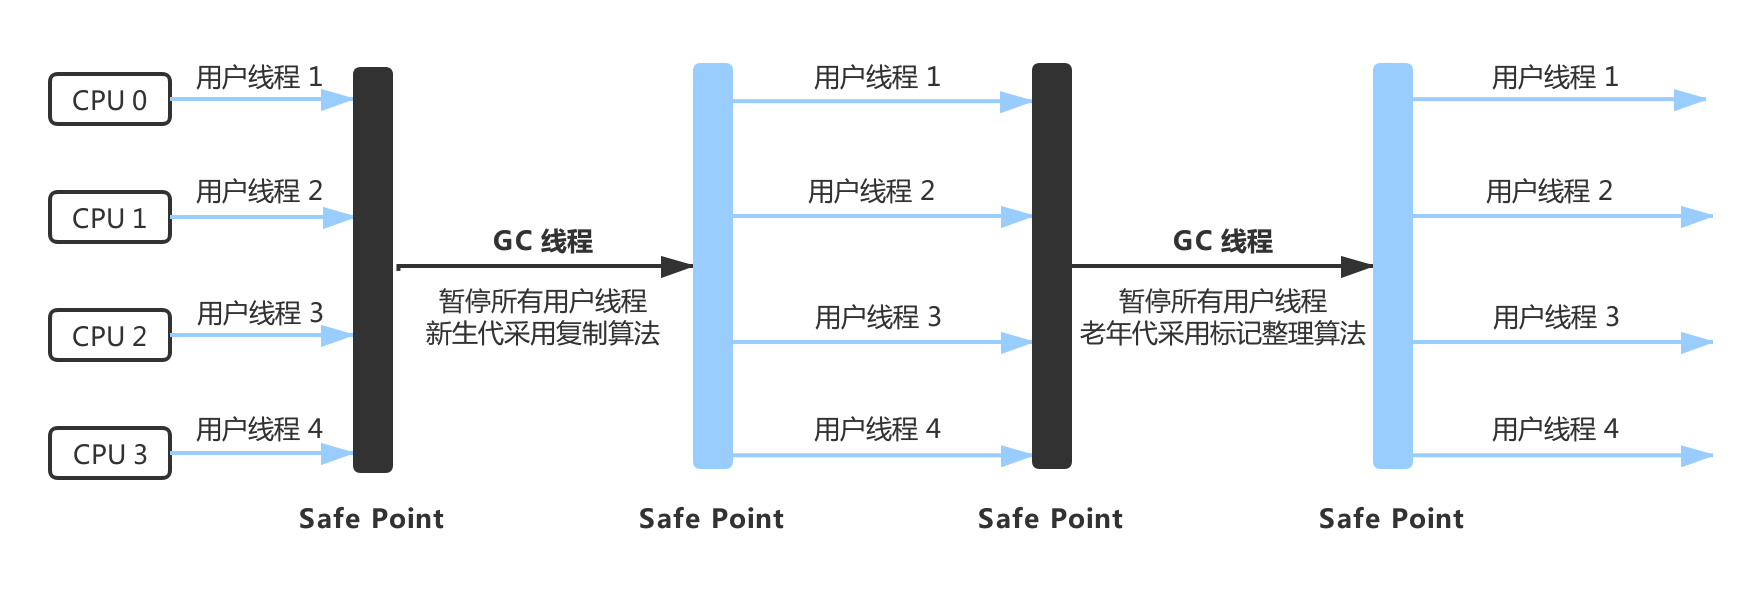 用户线程 1
用户线程 1
用户线程 1
CPU 0
用户线程 2
用户线程 2
用户线程 2
CPU 1
GC 线程
GC 线程
暂停所有用户线程
新生代采用复制算法
暂停所有用户线程
老年代采用标记整理算法
用户线程 3
用户线程 3
用户线程 3
CPU 2
用户线程 4
用户线程 4
用户线程 4
CPU 3
Safe Point
Safe Point
Safe Point
Safe Point